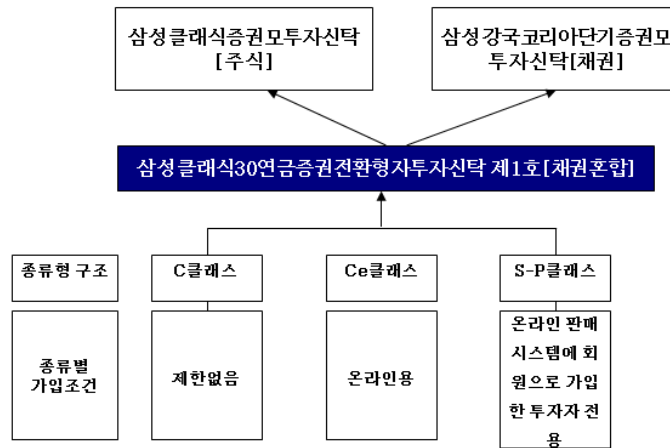 삼성클래식증권모투자신탁
[주식]
삼성강국코리아단기증권모
투자신탁[채권]
삼성클래식30연금증권전환형자투자신탁 제1호[채권혼합]
종류형 구조
C클래스
Ce클래스
S-P클래스
종류별
가입조건
제한없음
온라인용
온라인 판매
시스템에 회
원으로 가입
한 투자자 전
용